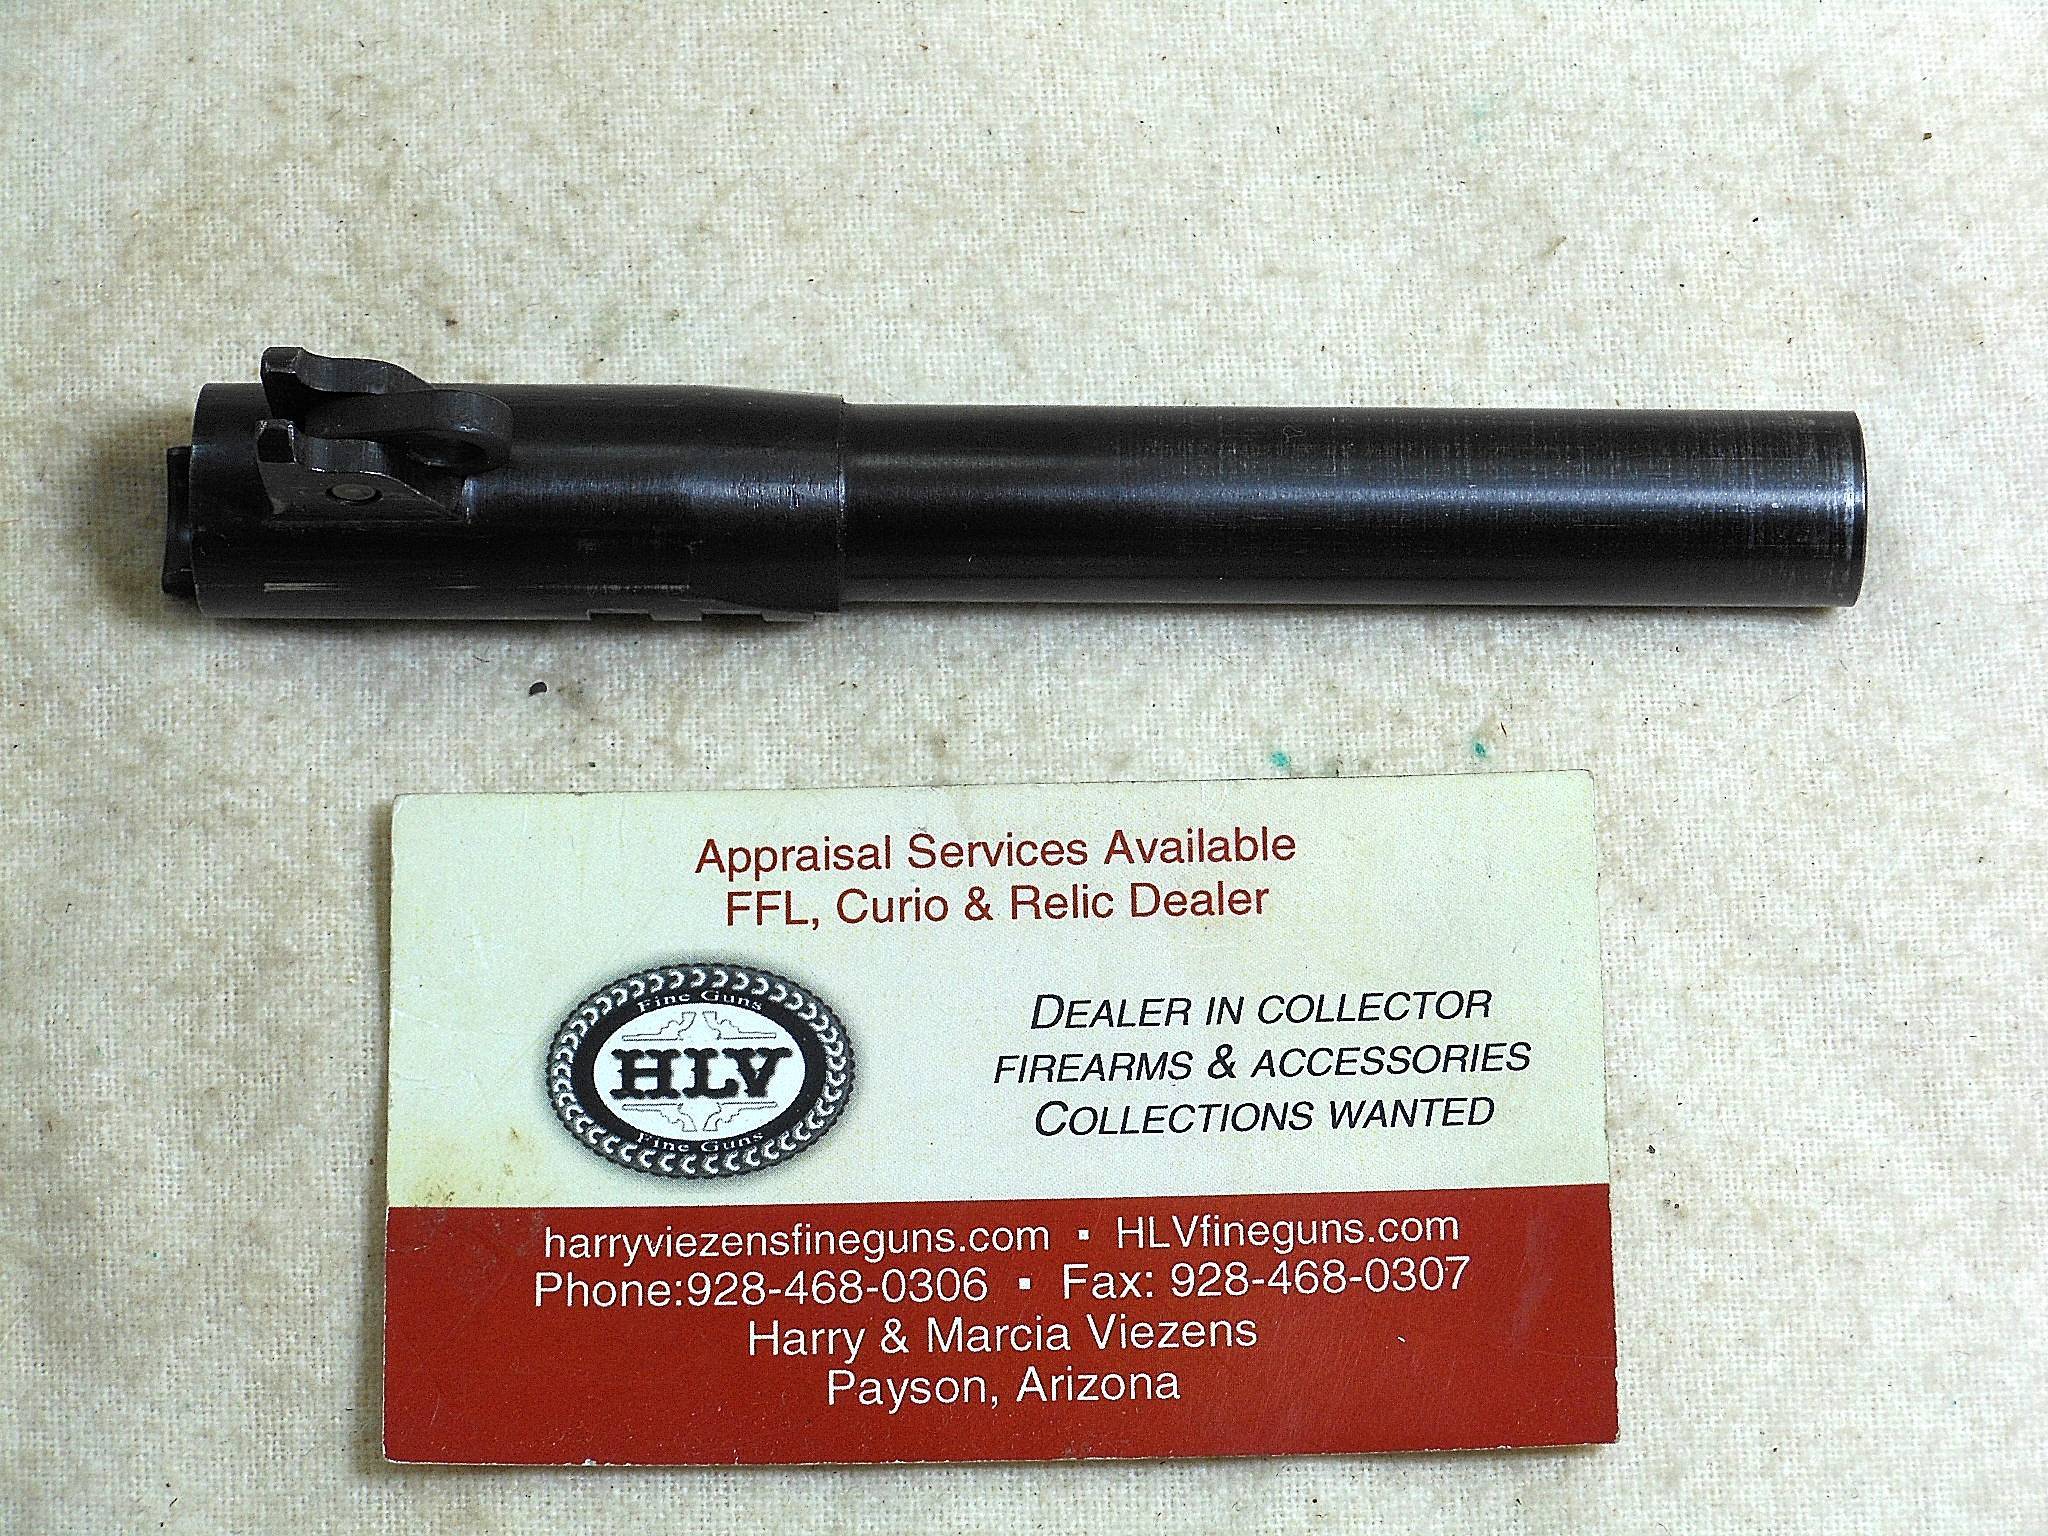 Appraisal Services Available
FFL, Curio & Relic Dealer
Fine Guns
HLV
Fine Guns
DEALER IN COLLECTOR
FIREARMS & ACCESSORIES
COLLECTIONS WANTED
harryviezensfineguns.com ▪ HLVfineguns.com
Phone:928-468-0306 ▪ Fax: 928-468-0307
Harry & Marcia Viezens
Payson, Arizona